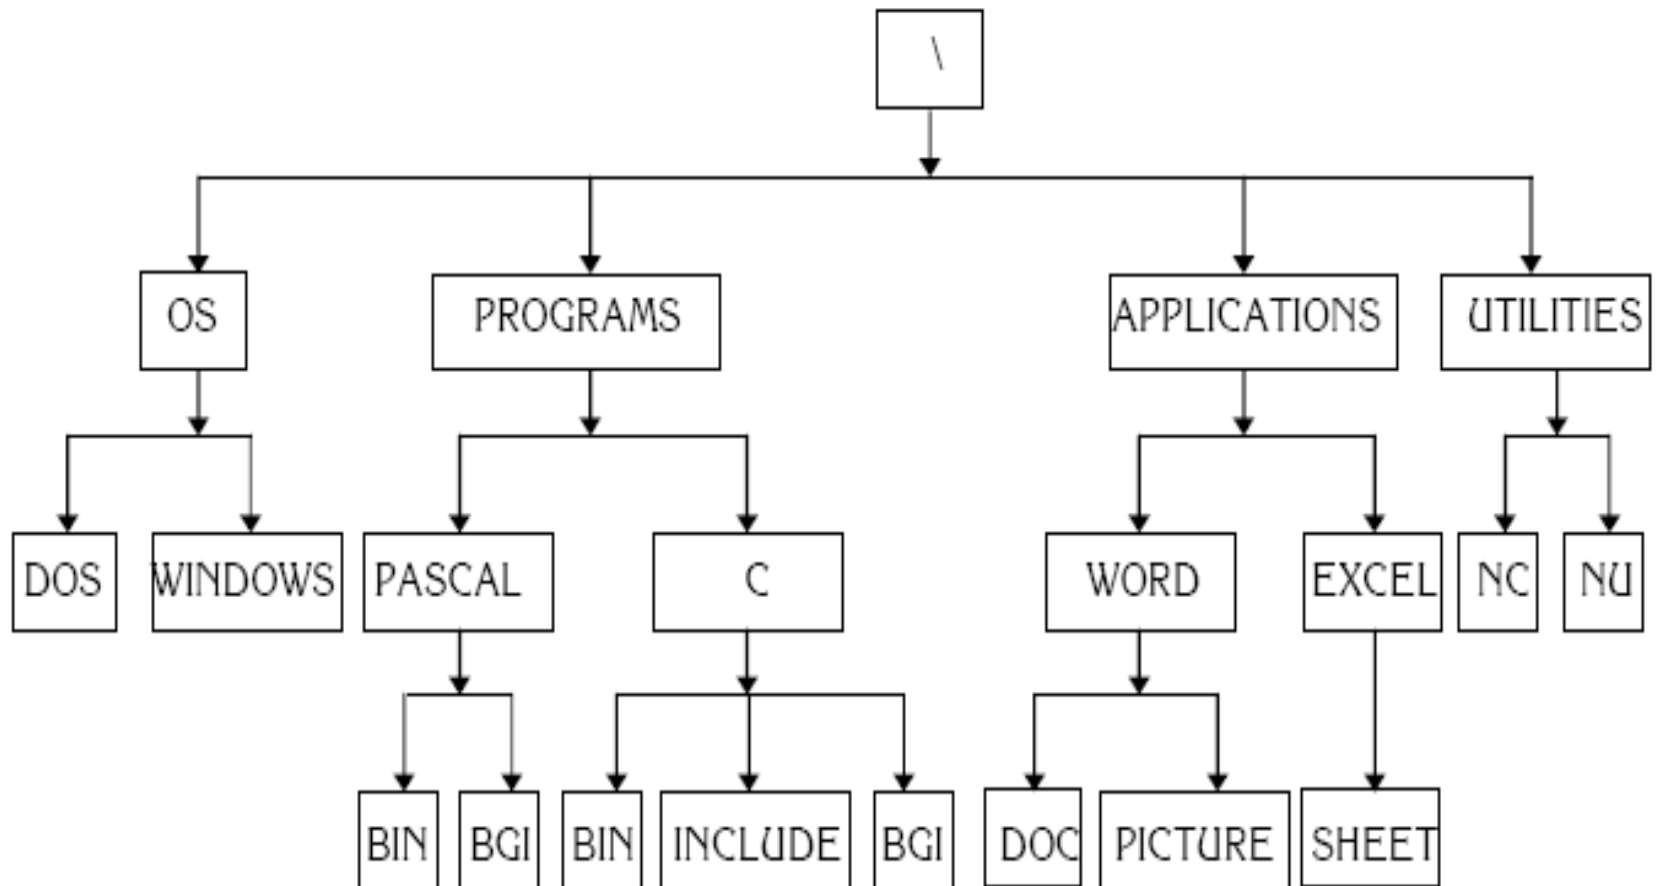 \
OS PROGRAMS APPLICATIONS UTILITIES
DOS WINDOWS PASCAL C WORD EXCEL NC NU
BIN BGI BIN INCLUDE BGI DOC PICTURE SHEET